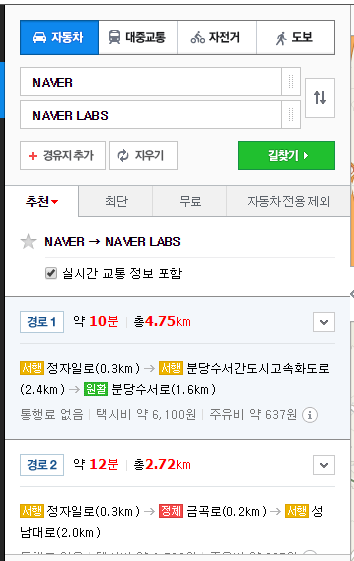 자동차 대중교통 자전거 도보
NAVER
NAVER LABS
+ 경유지 추가 지우기 길찾기
추천 최단 무료 자동차 전용 제외
NAVER → NAVER LABS
실시간 교통 정보 포함
경로 1 약 10분 총4.75km
서행 정자일로(0.3km) → 서행 분당수서간도시고속화도로
(2.4km) → 원활 분당수서로(1.6km)
통행료 없음 택시비 약 6,100원 주유비 약 637원
경로 2 약 12분 총2.72km
서행 정자일로(0.3km) → 정체 금곡로(0.2km) → 서행 성
남대로(2.0km)